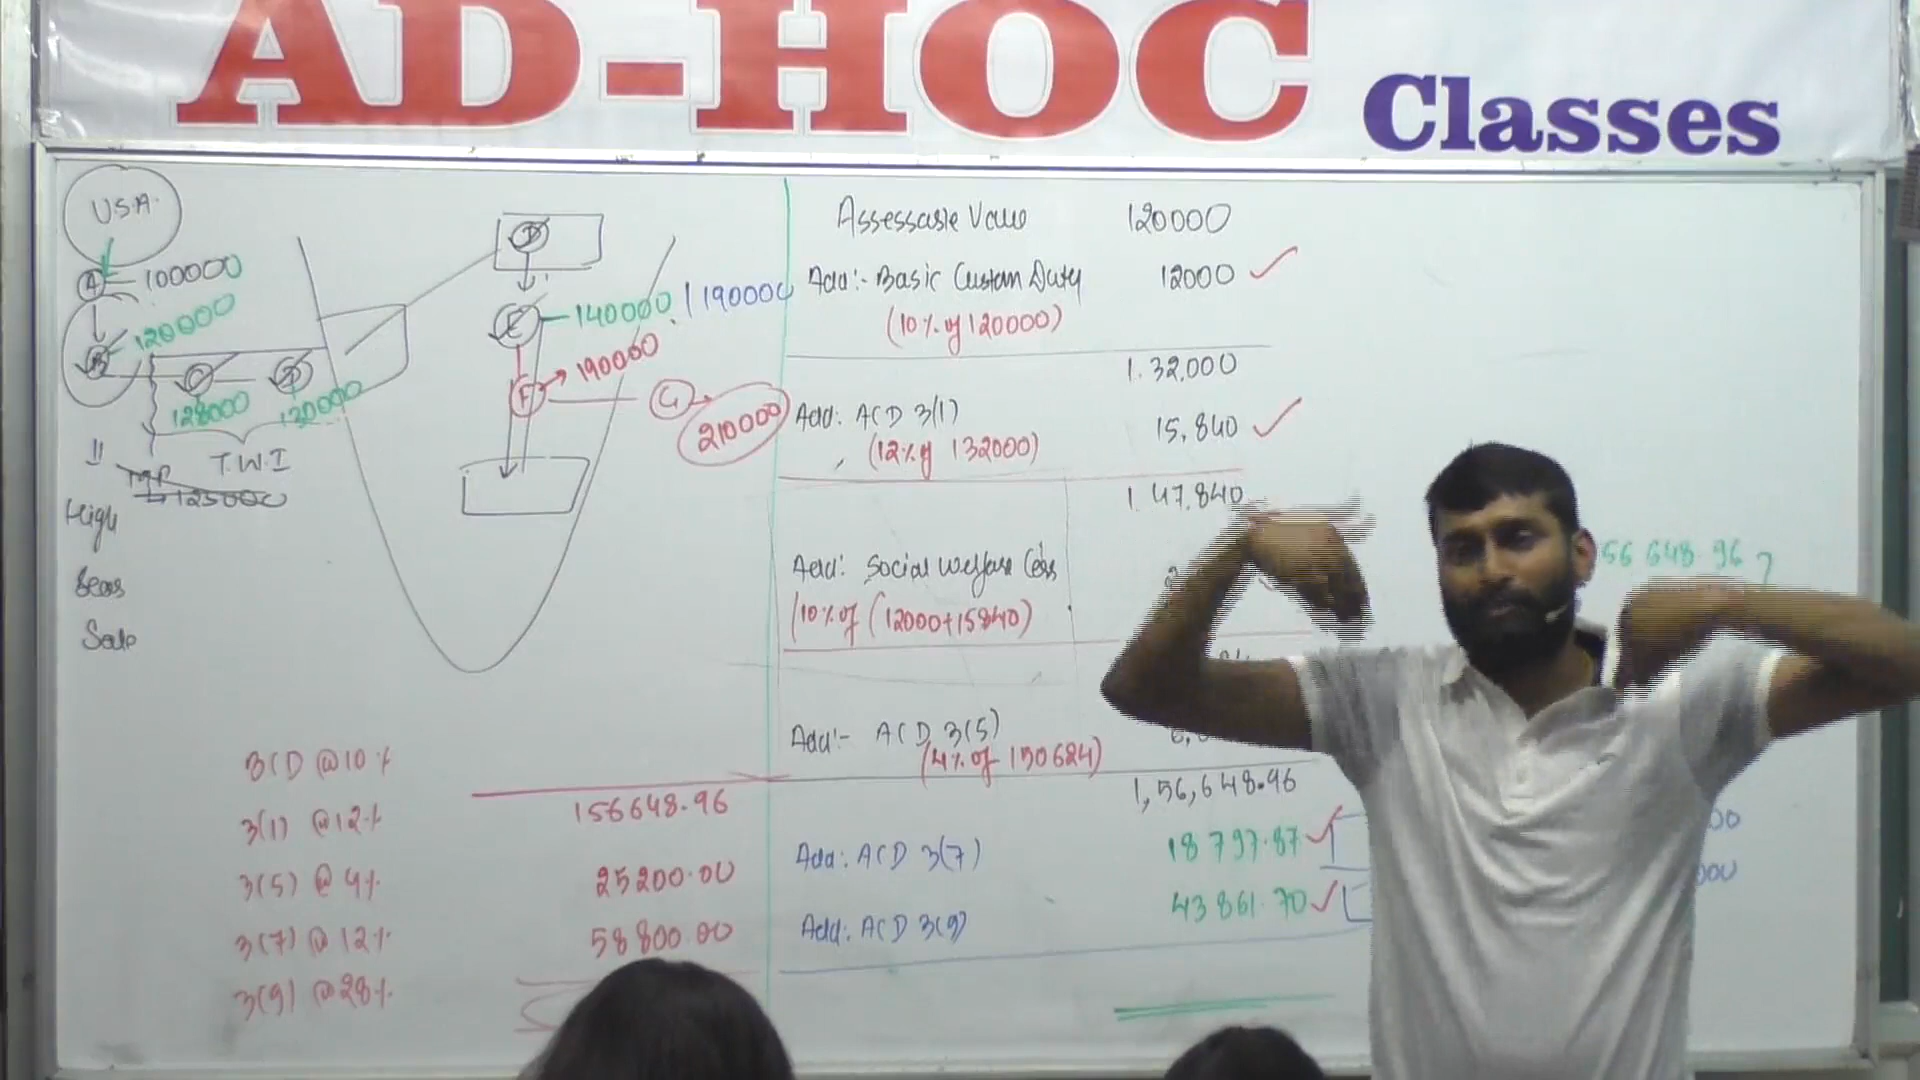 AD-HOC Classes
U.S.A.
A 100000
B 120000
C 128000
D 130000
T.W.I
125000
High
Seas
Sale
D
E 140000 / 190000
F → 190000
G → 210000
BCD @10%
3(1) @12%
3(5) @ 4%
3(7) @ 12%
3(9) @28%
156648.96
25200.00
58800.00
Assessable Value 120000
Add:- Basic Custom Duty 12000
(10% of 120000)
1.32,000
Add: ACD 3(1) 15,840
(12% of 132000)
1.47,840
Add: Social Welfare Cess
(10% of (12000+15840)
Add:- ACD 3(5)
(4% of 150624)
1,56,648.96
Add: ACD 3(7) 18797.87
Add: ACD 3(9) 43861.70
56648.96